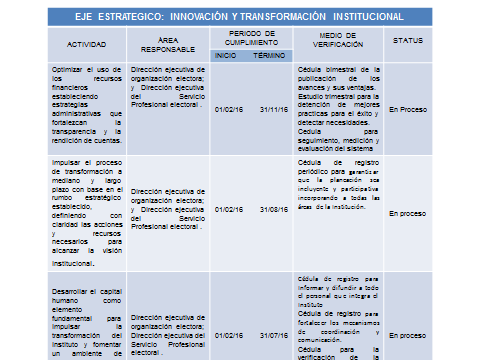 EJE ESTRATEGICO: INNOVACIÓN Y TRANSFORMACIÓN INSTITUCIONAL
ACTIVIDAD
ÁREA
RESPONSABLE
PERIODO DE
CUMPLIMIENTO
INICIO TÉRMINO
MEDIO DE
VERIFICACIÓN
STATUS
Optimizar el uso de
los recursos
financieros
estableciendo
estrategias
administrativas que
fortalezcan la
transparencia y la
rendición de cuentas.
Dirección ejecutiva de
organización electora;
y Dirección ejecutiva
del Servicio
Profesional electoral .
01/02/16 31/11/16
Cédula bimestral de la
publicación de los
avances y sus ventajas.
Estudio trimestral para la
detención de mejores
practicas para el éxito y
detectar necesidades.
Cedula para
seguimiento, medición y
evaluación del sistema
En Proceso
Impulsar el proceso
de transformación a
mediano y largo
plazo con base en el
rumbo estratégico
establecido,
definiendo con
claridad las acciones
y recursos
necesarios para
alcanzar la visión
Institucional.
Dirección ejecutiva de
organización electora;
y Dirección ejecutiva
del Servicio
Profesional electoral .
01/02/16 31/08/16
Cédula de registro
periódico para garantizar
que la planeación sea
incluyente y participativa
incorporando a todas las
áreas de la institución.
En proceso
Desarrollar el capital
humano como
elemento
fundamental para
impulsar la
transformación del
Instituto y fomentar
un ambiente de
Dirección ejecutiva de
organización electora;
Dirección ejecutiva del
Servicio Profesional
electoral .
01/02/16 31/07/16
Cédula de registro para
informar y difundir a todo
el personal que integra el
instituto
Cédula de registro para
fortalecer los mecanismos
de coordinación y
comunicación.
Cédula para la
verificación de la
En proceso